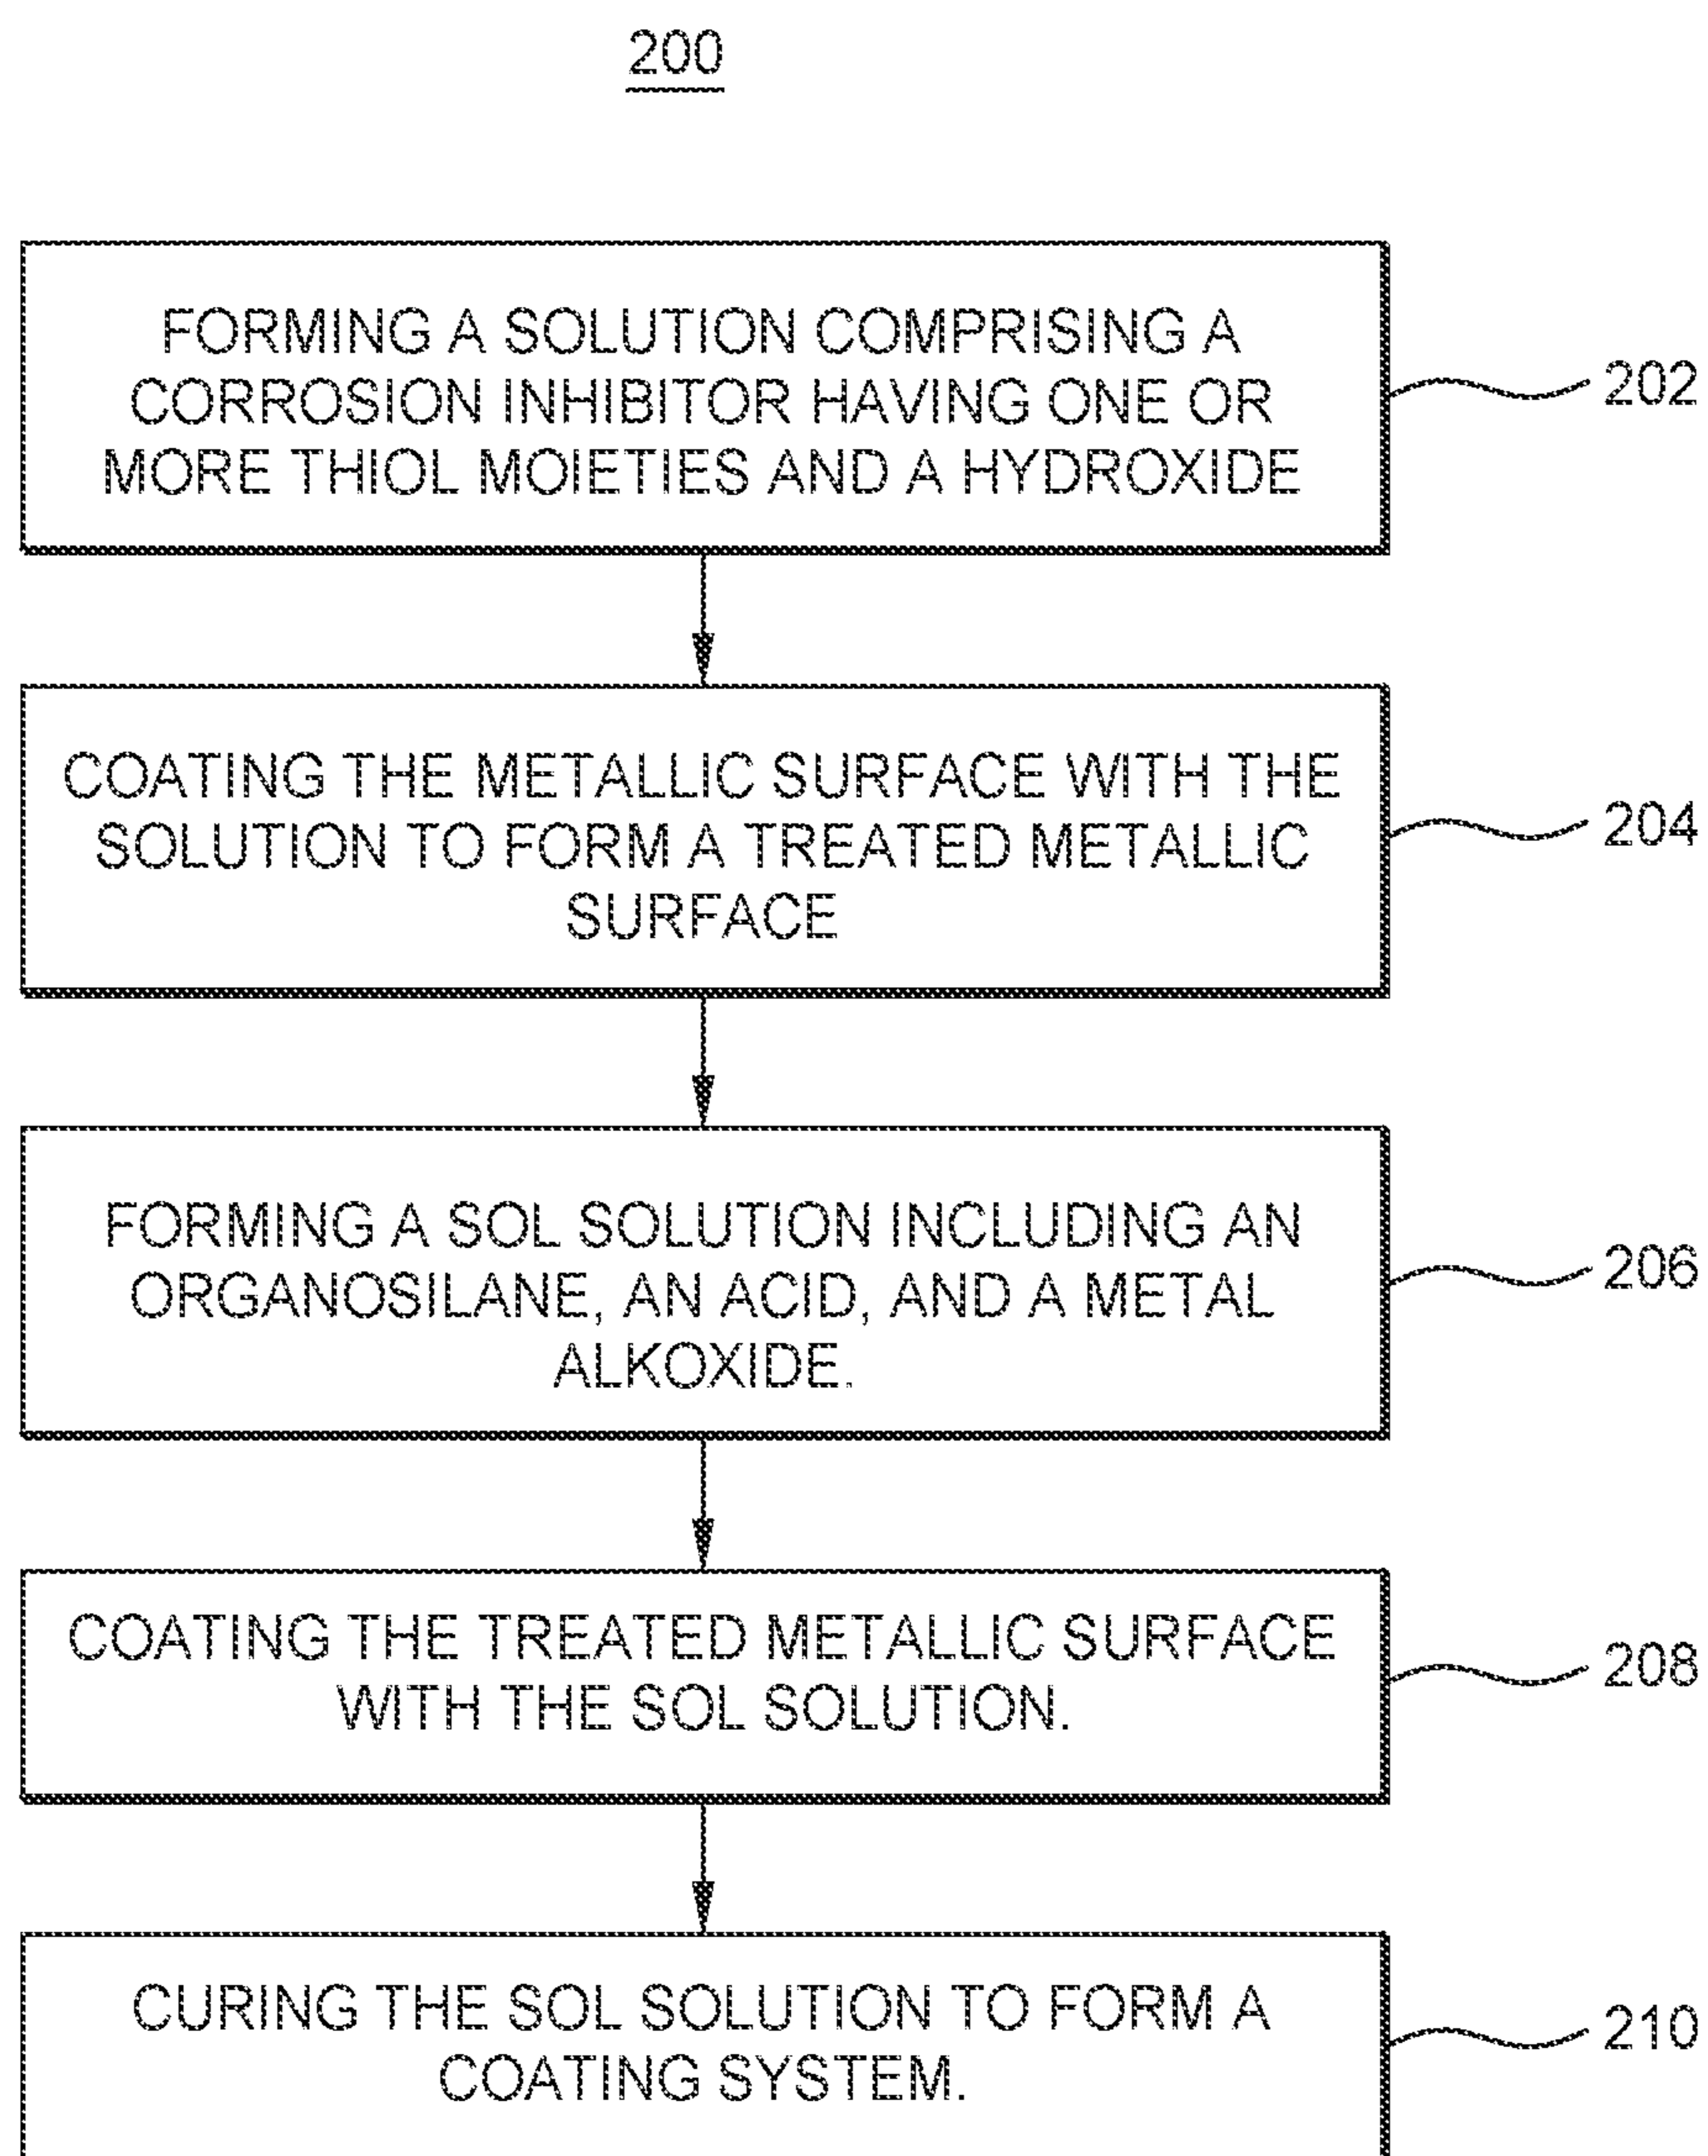 200
FORMING A SOLUTION COMPRISING A
CORROSION INHIBITOR HAVING ONE OR
MORE THIOL MOIETIES AND A HYDROXIDE
202
COATING THE METALLIC SURFACE WITH THE
SOLUTION TO FORM A TREATED METALLIC
SURFACE
204
FORMING A SOL SOLUTION INCLUDING AN
ORGANOSILANE, AN ACID, AND A METAL
ALKOXIDE.
206
COATING THE TREATED METALLIC SURFACE
WITH THE SOL SOLUTION.
208
CURING THE SOL SOLUTION TO FORM A
COATING SYSTEM.
210